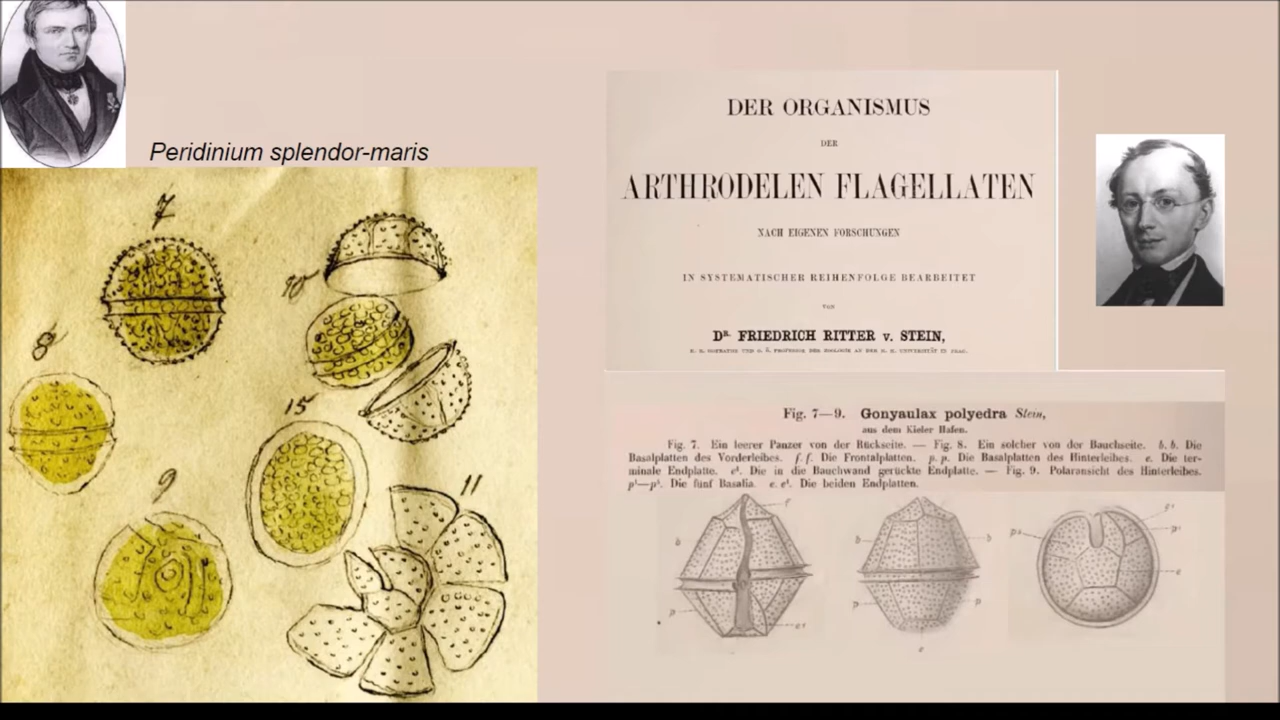 Peridinium splendor-maris
7
8
10
15
9
11
DER ORGANISMUS
DER
ARTHRODELEN FLAGELLATEN
NACH EIGENEN FORSCHUNGEN
IN SYSTEMATISCHER REIHENFOLGE BEARBEITET
VON
DR. FRIEDRICH RITTER v. STEIN,
Fig. 7—9. Gonyaulax polyedra Stein,
aus dem Kieler Hafen.
Fig. 7. Ein leerer Panzer von der Rückseite. — Fig. 8. Ein solcher von der Bauchseite. b. b. Die
Basalplatten des Vorderleibes. f. f. Die Frontalplatten. p. p. Die Basalplatten des Hinterleibes. e. Die ter-
minale Endplatte. e¹. Die in die Bauchwand gerückte Endplatte. — Fig. 9. Polaransicht des Hinterleibes.
p¹—p⁵. Die fünf Basalia. e. e¹. Die beiden Endplatten.
f
b
p
e¹
b
b
p
p
e
p⁵
p¹
e